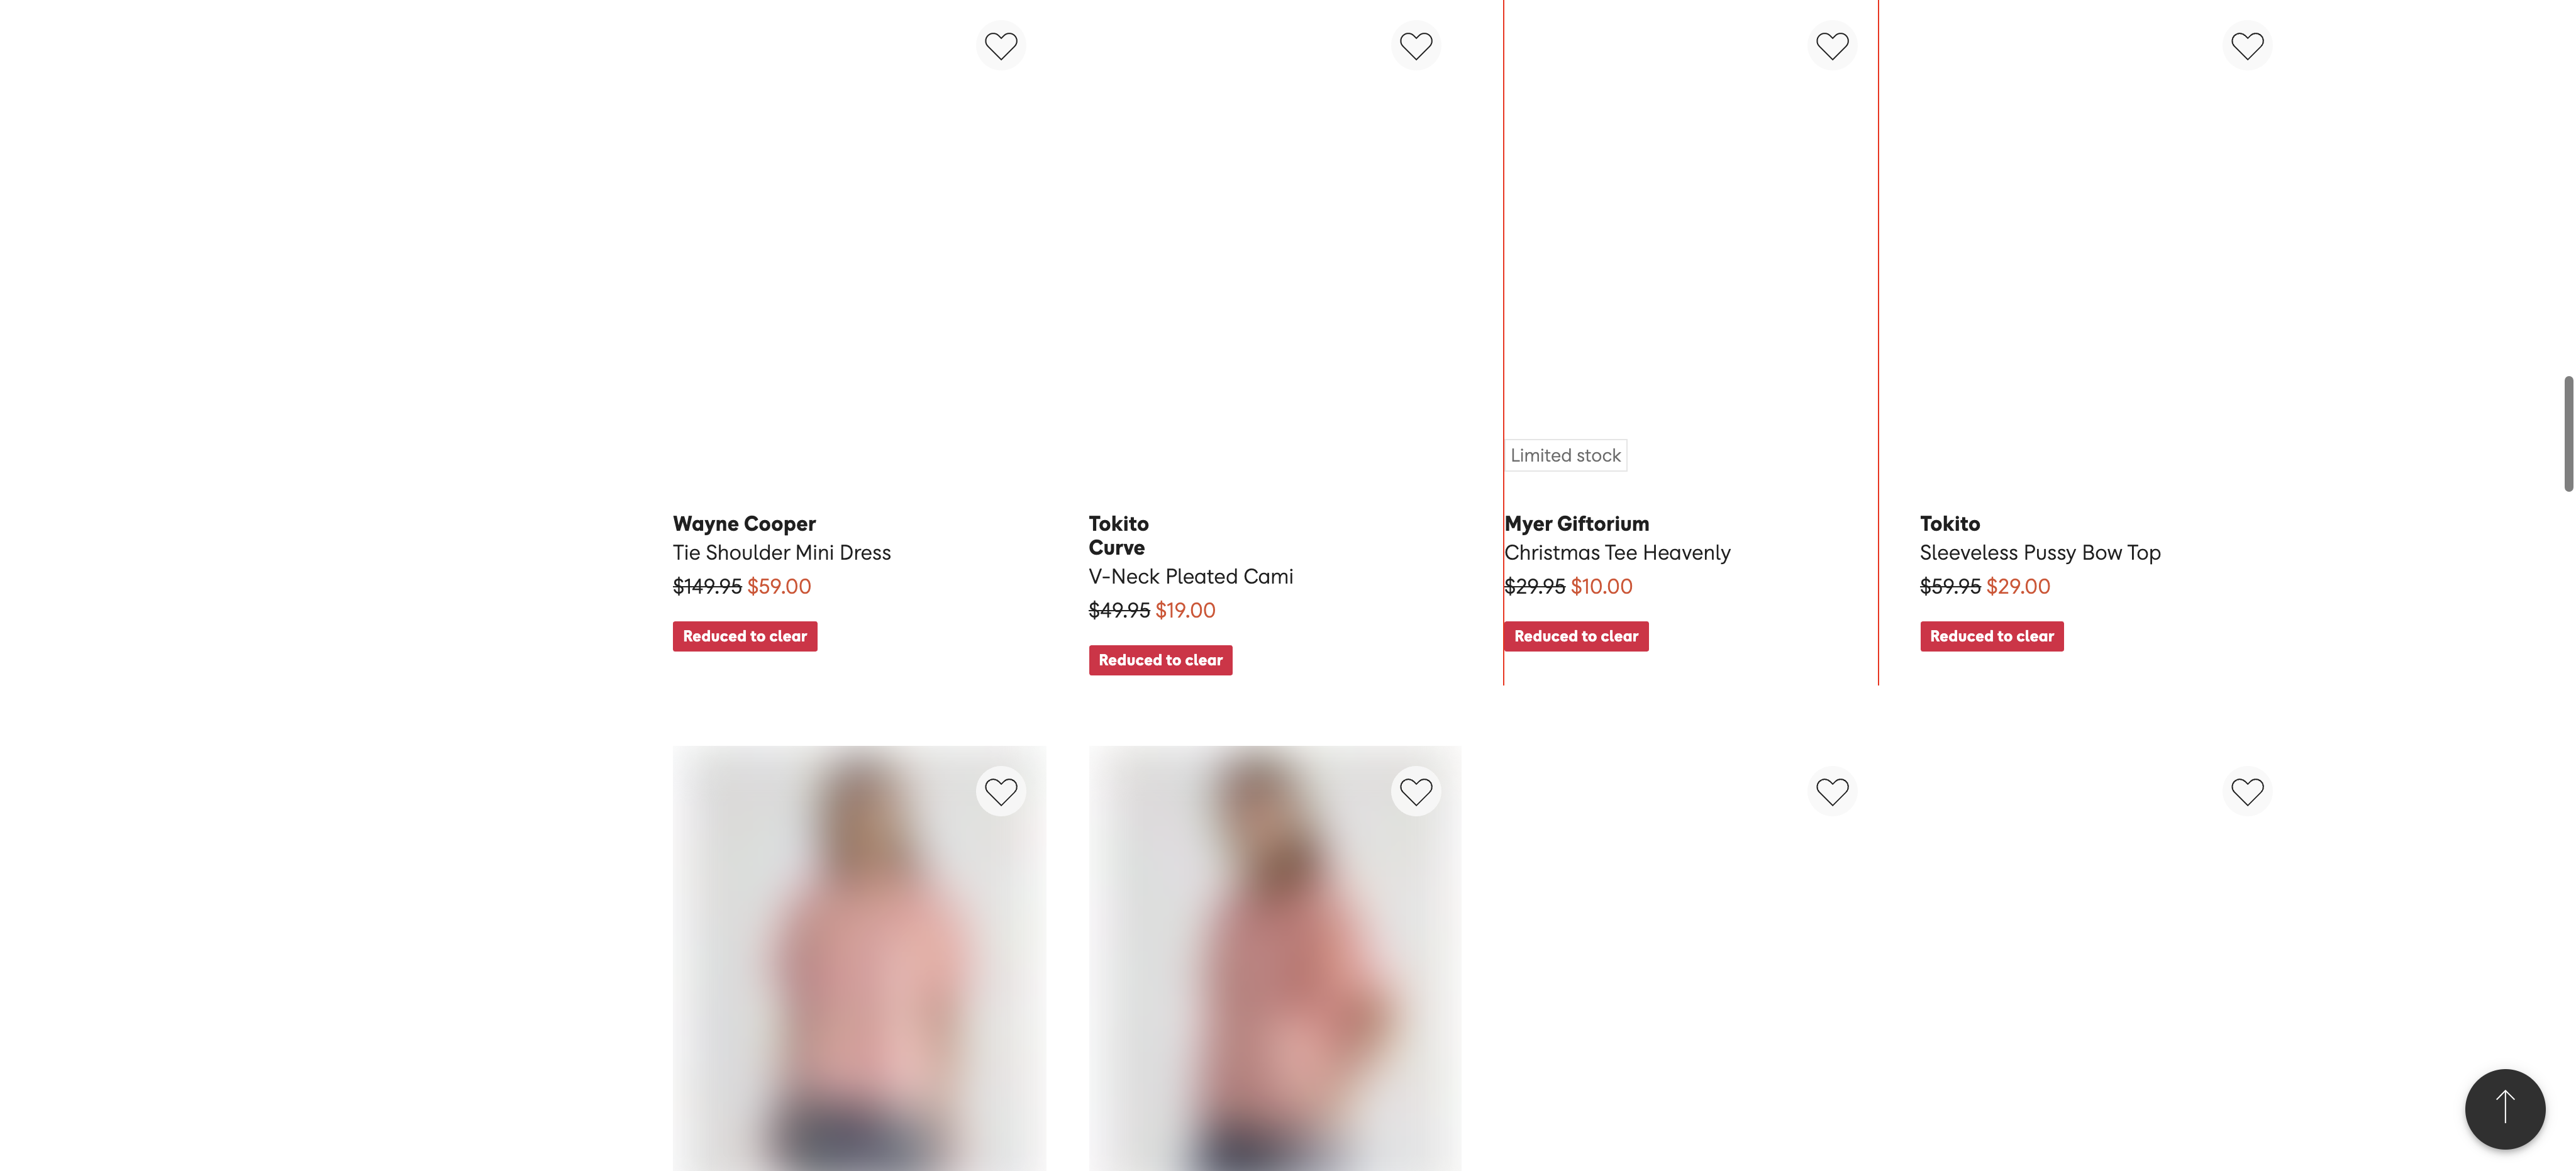 Limited stock
Wayne Cooper
Tie Shoulder Mini Dress
$149.95 $59.00
Reduced to clear
Tokito
Curve
V-Neck Pleated Cami
$49.95 $19.00
Reduced to clear
Myer Giftorium
Christmas Tee Heavenly
$29.95 $10.00
Reduced to clear
Tokito
Sleeveless Pussy Bow Top
$59.95 $29.00
Reduced to clear